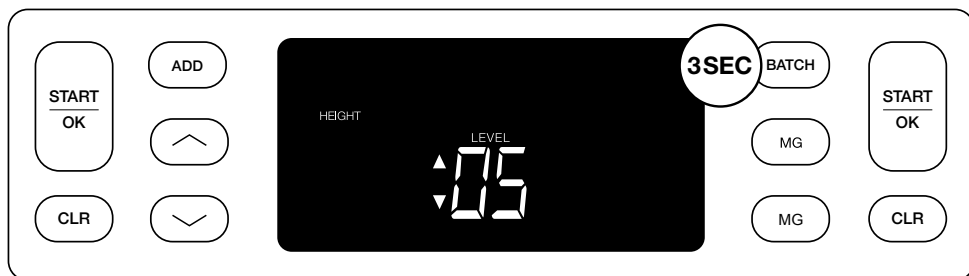 START
OK
CLR
ADD
HEIGHT
LEVEL
05
3SEC
BATCH
MG
MG
START
OK
CLR